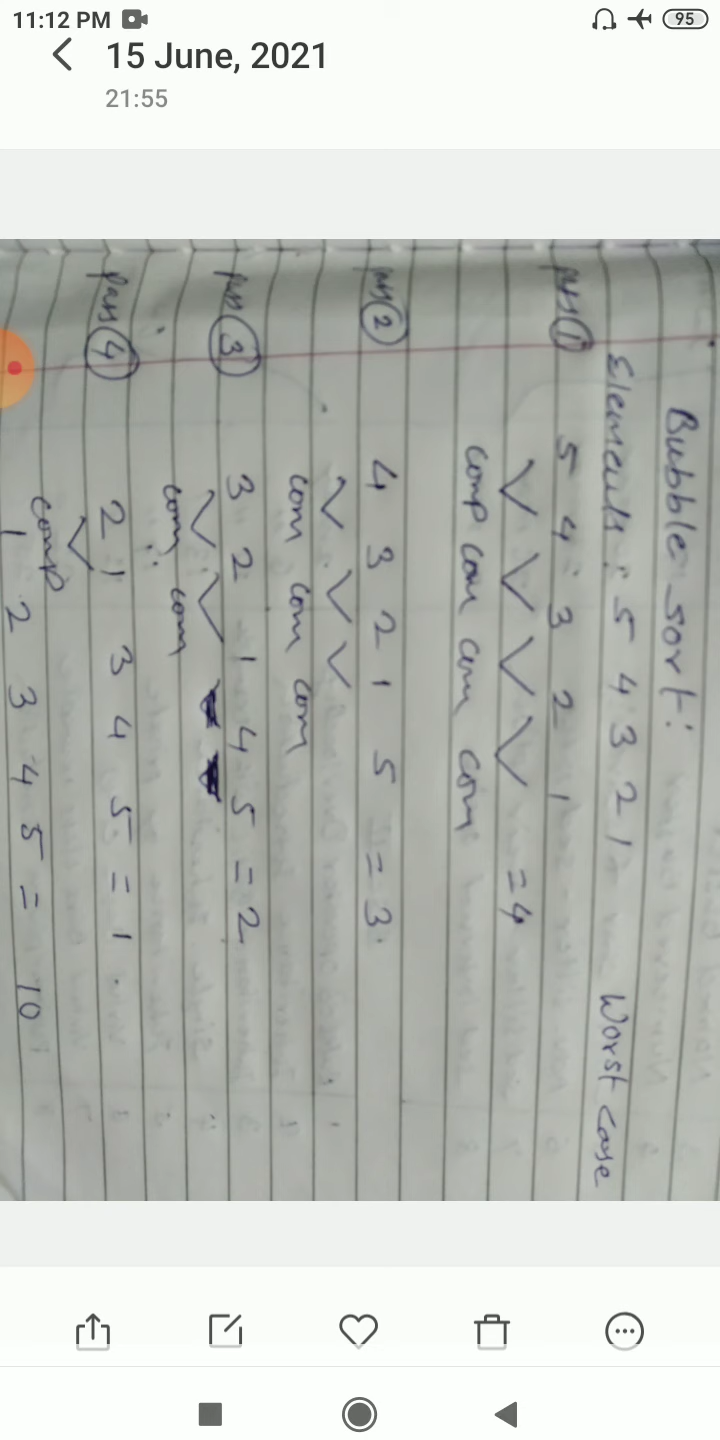 11:12 PM
95
15 June, 2021
21:55
Bubble sort:
Elements: 5 4 3 2 1 Worst Case
pass 1 5 4 3 2 1
= 4
comp com com com
pass 2 4 3 2 1 5 = 3
com com com
pass 3 3 2 1 4 5 = 2
com com
pass 4 2 1 3 4 5 = 1
comp
1 2 3 4 5 = 10